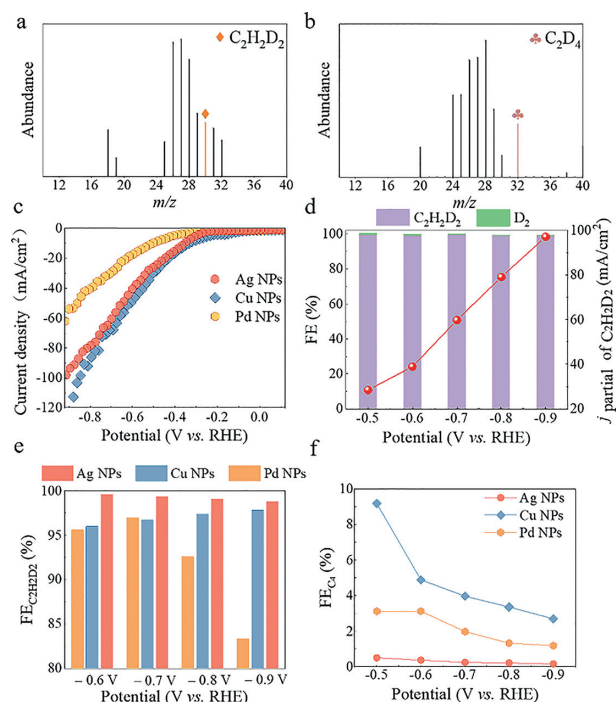 a
◆ C₂H₂D₂
Abundance
12 16 20 24 28 32 36 40
m/z
b
♣ C₂D₄
Abundance
20 24 28 32 36 40
m/z
c
Current density (mA/cm²)
0
-20
-40
-60
-80
-100
-120
Ag NPs
Cu NPs
Pd NPs
-0.8 -0.6 -0.4 -0.2 0.0
Potential (V vs. RHE)
d
C₂H₂D₂ D₂
FE (%)
100
80
60
40
20
0
j partial of C₂H₂D₂ (mA/cm²)
100
80
60
40
20
-0.5 -0.6 -0.7 -0.8 -0.9
Potential (V vs. RHE)
e
Ag NPs Cu NPs Pd NPs
FE C2H2D2 (%)
100
95
90
85
80
− 0.6 V − 0.7 V − 0.8 V − 0.9 V
Potential (V vs. RHE)
f
Ag NPs
Cu NPs
Pd NPs
FE C4 (%)
10
8
6
4
2
0
-0.5 -0.6 -0.7 -0.8 -0.9
Potential (V vs. RHE)